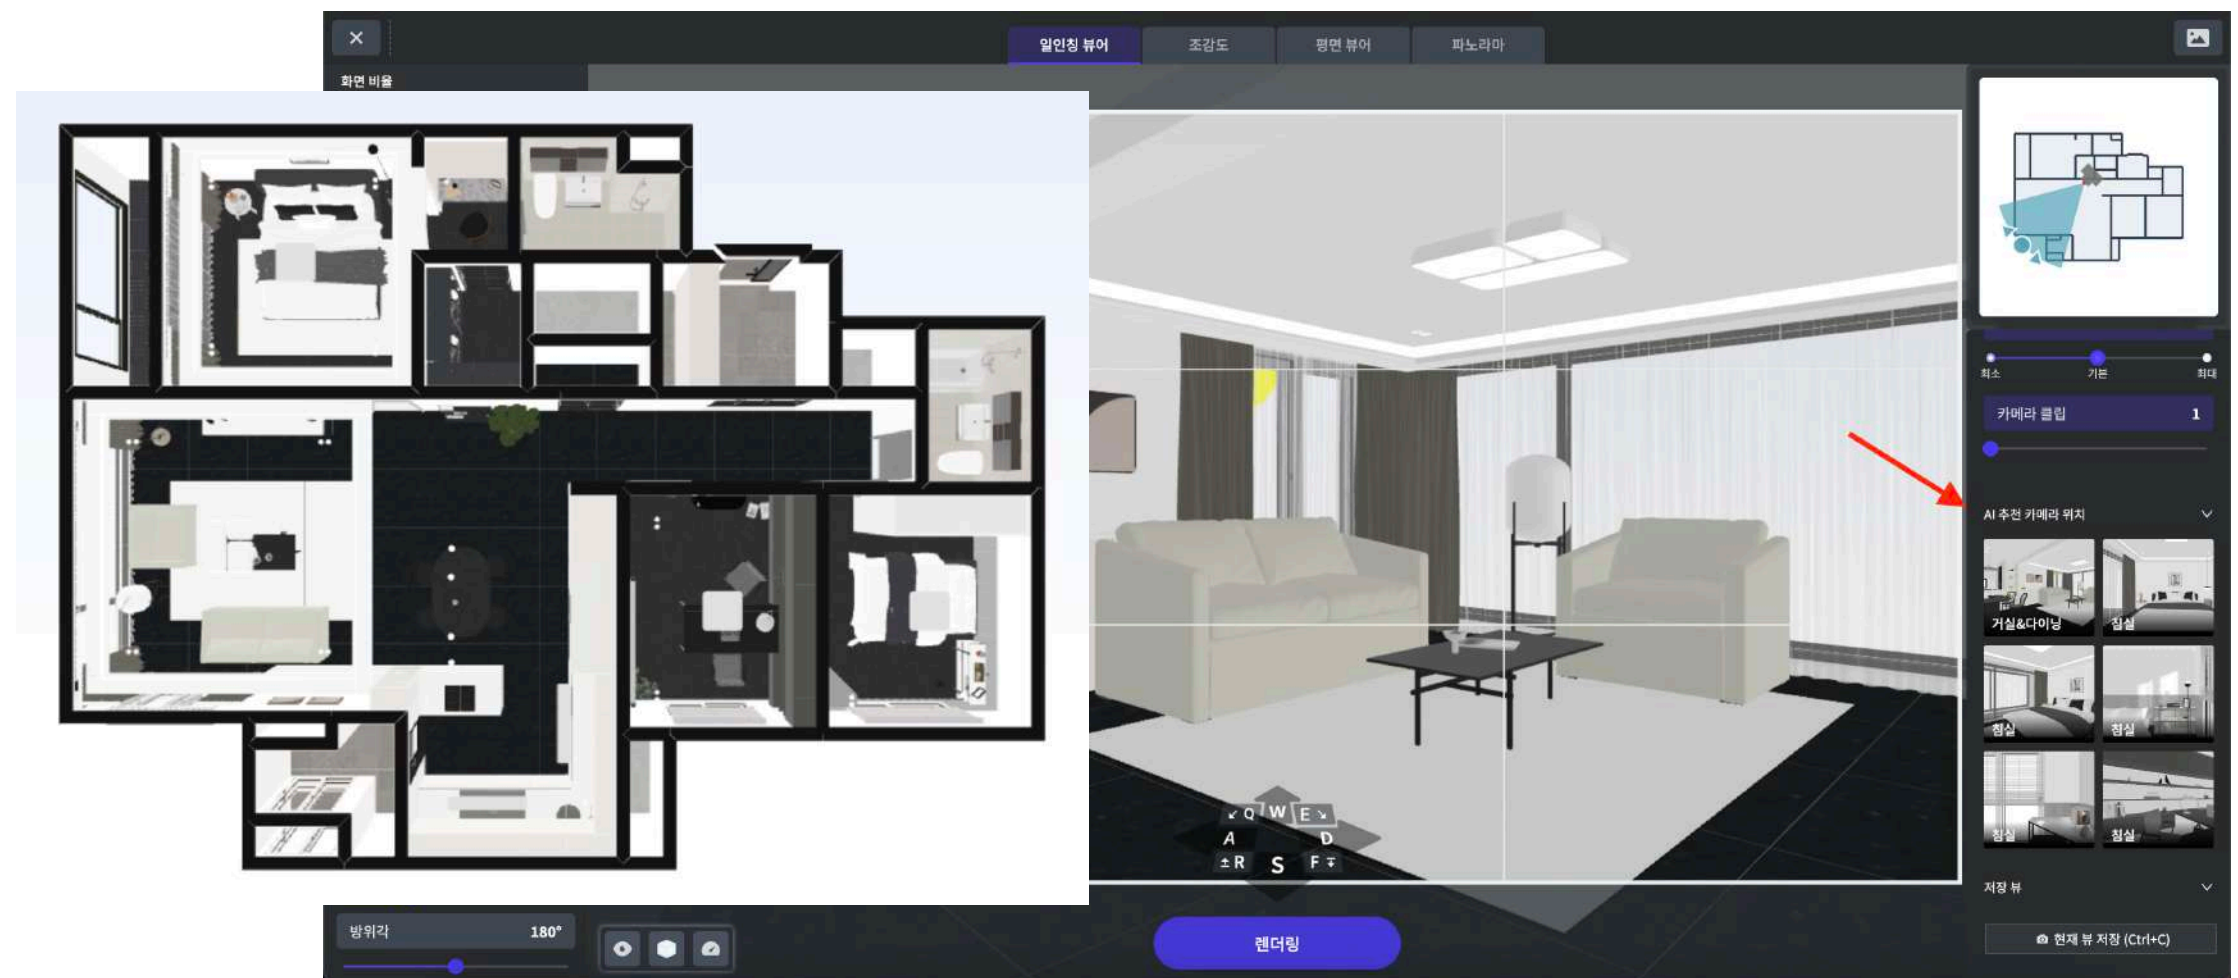 일인칭 뷰어
조감도
평면 뷰어
파노라마
화면 비율
최소
기본
최대
카메라 클립 1
AI 추천 카메라 위치
거실&다이닝
침실
침실
침실
침실
침실
Q W E
A D
±R S F
저장 뷰
방위각 180°
렌더링
현재 뷰 저장 (Ctrl+C)